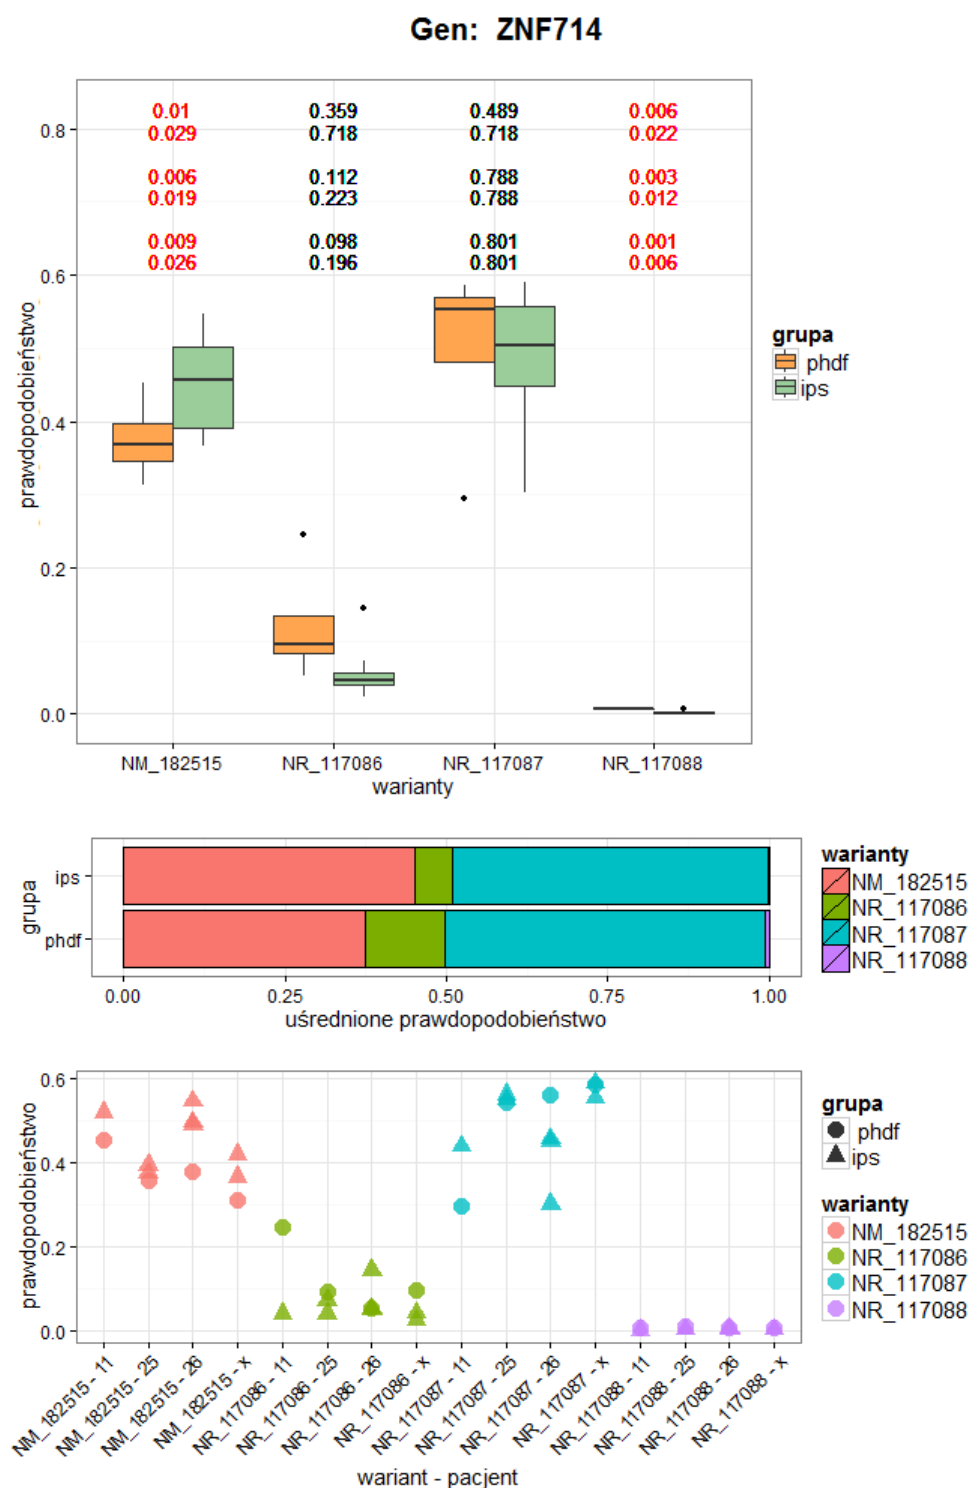 Gen: ZNF714
0.01 0.359 0.489 0.006
0.029 0.718 0.718 0.022
0.006 0.112 0.788 0.003
0.019 0.223 0.788 0.012
0.009 0.098 0.801 0.001
0.026 0.196 0.801 0.006
0.8
0.6
0.4
0.2
0.0
prawdopodobieństwo
NM_182515 NR_117086 NR_117087 NR_117088
warianty
grupa
phdf
ips
grupa
ips
phdf
0.00 0.25 0.50 0.75 1.00
uśrednione prawdopodobieństwo
warianty
NM_182515
NR_117086
NR_117087
NR_117088
prawdopodobieństwo
0.6
0.4
0.2
0.0
NM_182515 - 11
NM_182515 - 25
NM_182515 - 26
NM_182515 - x
NR_117086 - 11
NR_117086 - 25
NR_117086 - 26
NR_117086 - x
NR_117087 - 11
NR_117087 - 25
NR_117087 - 26
NR_117087 - x
NR_117088 - 11
NR_117088 - 25
NR_117088 - 26
NR_117088 - x
wariant - pacjent
grupa
phdf
ips
warianty
NM_182515
NR_117086
NR_117087
NR_117088